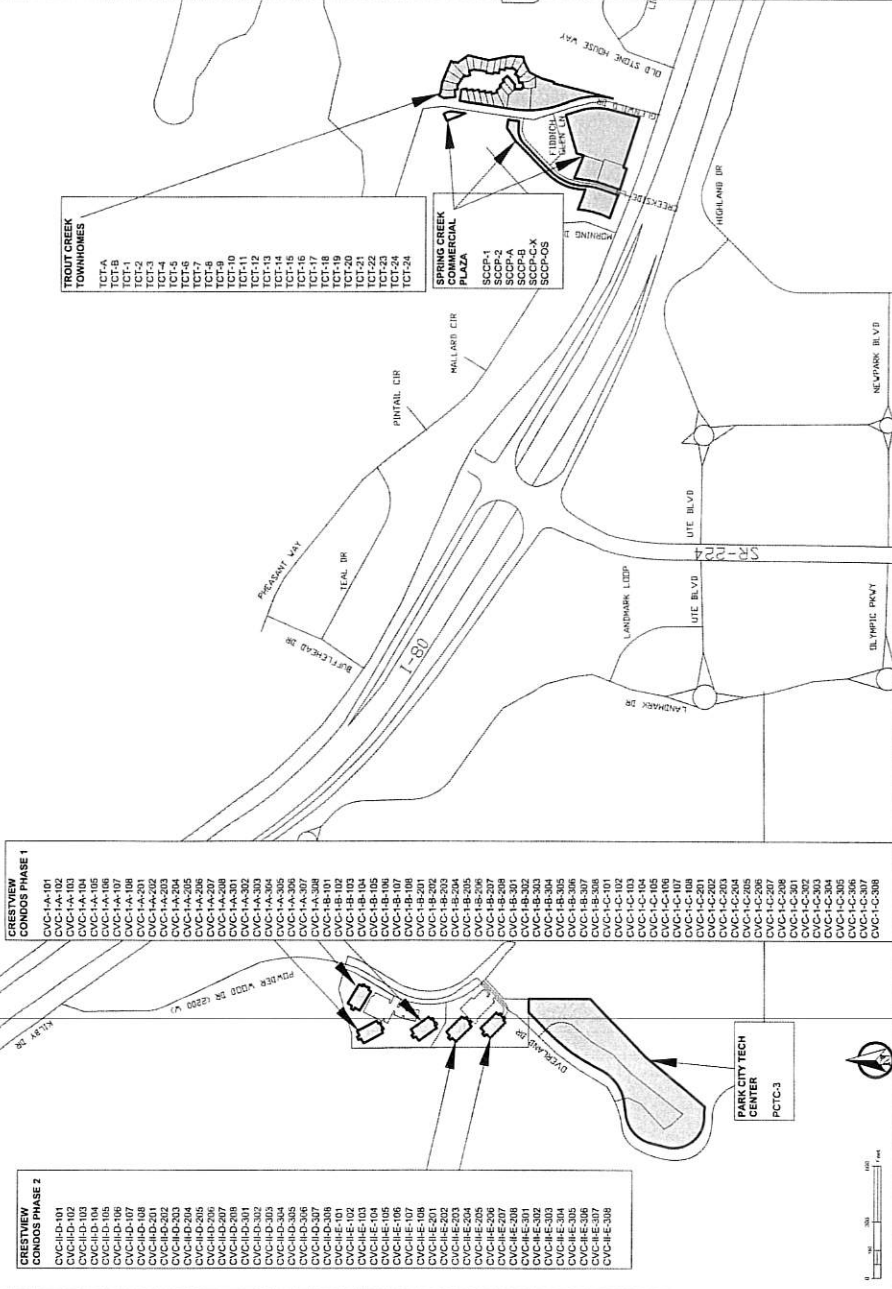 TROUT CREEK
TOWNHOMES
TCT-A
TCT-B
TCT-1
TCT-2
TCT-3
TCT-4
TCT-5
TCT-6
TCT-7
TCT-8
TCT-9
TCT-10
TCT-11
TCT-12
TCT-13
TCT-14
TCT-15
TCT-16
TCT-17
TCT-18
TCT-19
TCT-20
TCT-21
TCT-22
TCT-23
TCT-24
TCT-24
SPRING CREEK
COMMERCIAL
PLAZA
SCCP-1
SCCP-2
SCCP-A
SCCP-B
SCCP-C-X
SCCP-OS
OLD STONE HOUSE WAY
GLENWILD DR
FIDDICH
GLEN LN
CREEKSIDE
MORNING D
HIGHLAND DR
MALLARD CIR
PINTAIL CIR
PHEASANT WAY
TEAL DR
BUFFLEHEAD DR
I-80
NEWPARK BLVD
UTE BLVD
SR-224
LANDMARK LOOP
UTE BLVD
OLYMPIC PKWY
LANDMARK DR
CRESTVIEW
CONDOS PHASE 1
CVC-1-A-101
CVC-1-A-102
CVC-1-A-103
CVC-1-A-104
CVC-1-A-105
CVC-1-A-106
CVC-1-A-107
CVC-1-A-108
CVC-1-A-201
CVC-1-A-202
CVC-1-A-203
CVC-1-A-204
CVC-1-A-205
CVC-1-A-206
CVC-1-A-207
CVC-1-A-208
CVC-1-A-301
CVC-1-A-302
CVC-1-A-303
CVC-1-A-304
CVC-1-A-305
CVC-1-A-306
CVC-1-A-307
CVC-1-A-308
CVC-1-B-101
CVC-1-B-102
CVC-1-B-103
CVC-1-B-104
CVC-1-B-105
CVC-1-B-106
CVC-1-B-107
CVC-1-B-108
CVC-1-B-201
CVC-1-B-202
CVC-1-B-203
CVC-1-B-204
CVC-1-B-205
CVC-1-B-206
CVC-1-B-207
CVC-1-B-208
CVC-1-B-301
CVC-1-B-302
CVC-1-B-303
CVC-1-B-304
CVC-1-B-305
CVC-1-B-306
CVC-1-B-307
CVC-1-B-308
CVC-1-C-101
CVC-1-C-102
CVC-1-C-103
CVC-1-C-104
CVC-1-C-105
CVC-1-C-106
CVC-1-C-107
CVC-1-C-108
CVC-1-C-201
CVC-1-C-202
CVC-1-C-203
CVC-1-C-204
CVC-1-C-205
CVC-1-C-206
CVC-1-C-207
CVC-1-C-208
CVC-1-C-301
CVC-1-C-302
CVC-1-C-303
CVC-1-C-304
CVC-1-C-305
CVC-1-C-306
CVC-1-C-307
CVC-1-C-308
KILBY DR
POWDER WOOD DR (2200 W)
OVERLAND DR
PARK CITY TECH
CENTER
PCTC-3
CRESTVIEW
CONDOS PHASE 2
CVC-II-D-101
CVC-II-D-102
CVC-II-D-103
CVC-II-D-104
CVC-II-D-105
CVC-II-D-106
CVC-II-D-107
CVC-II-D-108
CVC-II-D-201
CVC-II-D-202
CVC-II-D-203
CVC-II-D-204
CVC-II-D-205
CVC-II-D-206
CVC-II-D-207
CVC-II-D-208
CVC-II-D-301
CVC-II-D-302
CVC-II-D-303
CVC-II-D-304
CVC-II-D-305
CVC-II-D-306
CVC-II-D-307
CVC-II-D-308
CVC-II-E-101
CVC-II-E-102
CVC-II-E-103
CVC-II-E-104
CVC-II-E-105
CVC-II-E-106
CVC-II-E-107
CVC-II-E-108
CVC-II-E-201
CVC-II-E-202
CVC-II-E-203
CVC-II-E-204
CVC-II-E-205
CVC-II-E-206
CVC-II-E-207
CVC-II-E-208
CVC-II-E-301
CVC-II-E-302
CVC-II-E-303
CVC-II-E-304
CVC-II-E-305
CVC-II-E-306
CVC-II-E-307
CVC-II-E-308